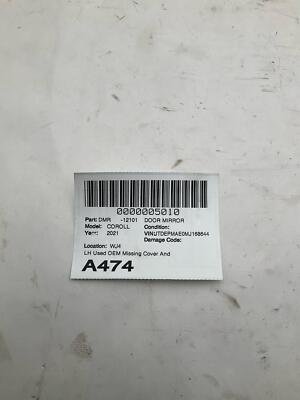 0000005010
Part: DMR -12101 DOOR MIRROR
Model: COROLL Condition:
Year: 2021 VIN:JTDEPMAE0MJ168644
Damage Code:
Location: WJ4
LH Used OEM Missing Cover And
A474